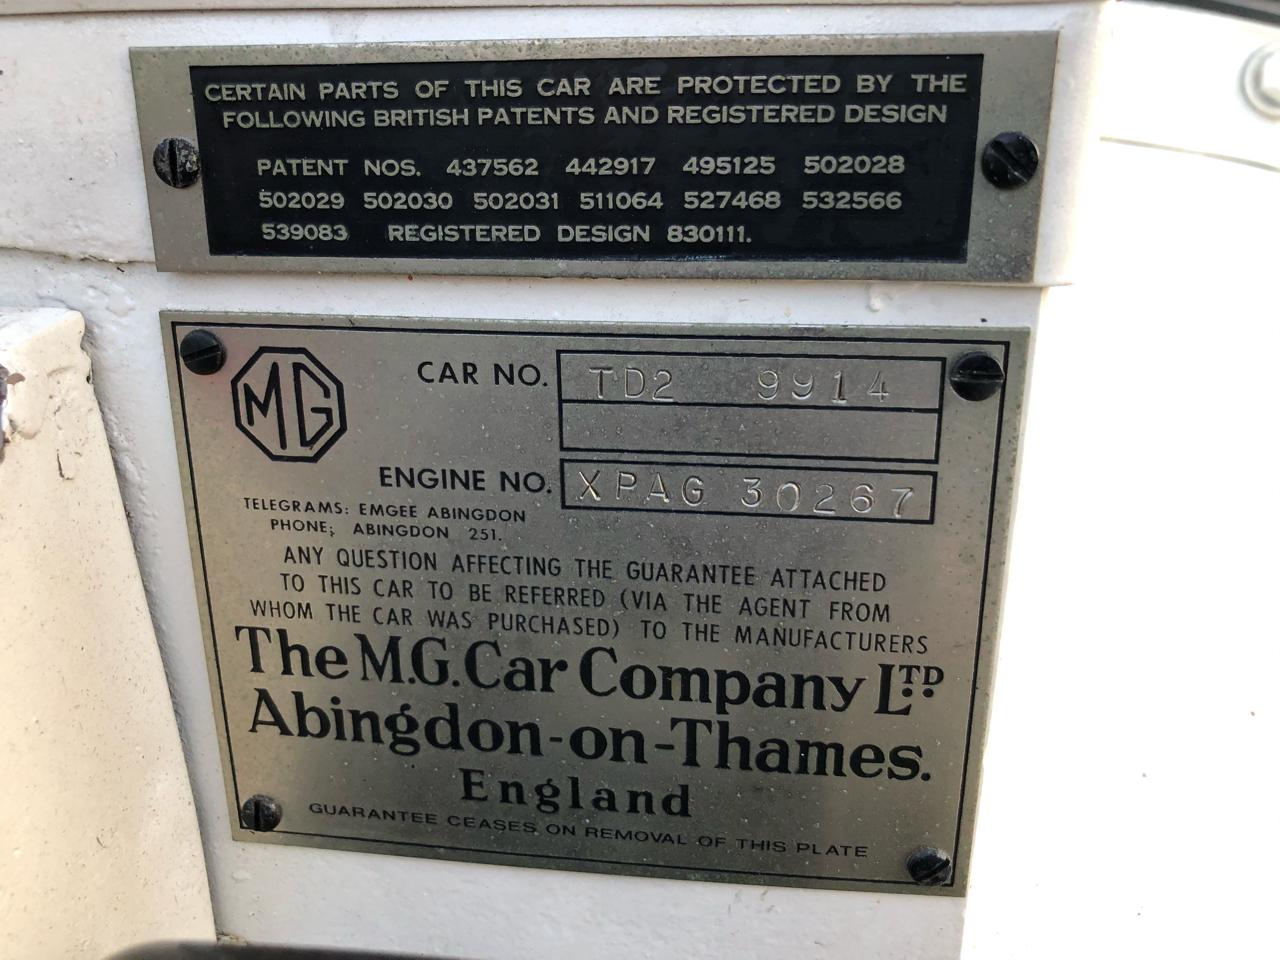 CERTAIN PARTS OF THIS CAR ARE PROTECTED BY THE
FOLLOWING BRITISH PATENTS AND REGISTERED DESIGN
PATENT NOS. 437562 442917 495125 502028
502029 502030 502031 511064 527468 532566
539083 REGISTERED DESIGN 830111.
MG
CAR NO. TD2 9914
ENGINE NO. XPAG 30267
TELEGRAMS: EMGEE ABINGDON
PHONE; ABINGDON 251.
ANY QUESTION AFFECTING THE GUARANTEE ATTACHED
TO THIS CAR TO BE REFERRED (VIA THE AGENT FROM
WHOM THE CAR WAS PURCHASED) TO THE MANUFACTURERS
The M.G. Car Company LTD
Abingdon-on-Thames.
England
GUARANTEE CEASES ON REMOVAL OF THIS PLATE